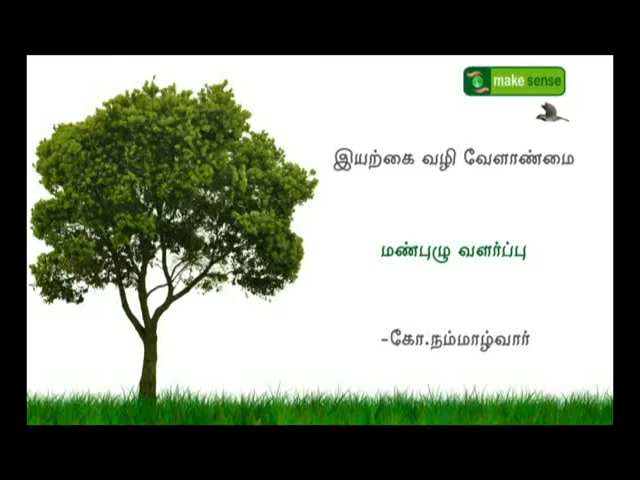 make sense
இயற்கை வழி வேளாண்மை
மண்புழு வளர்ப்பு
-கோ.நம்மாழ்வார்